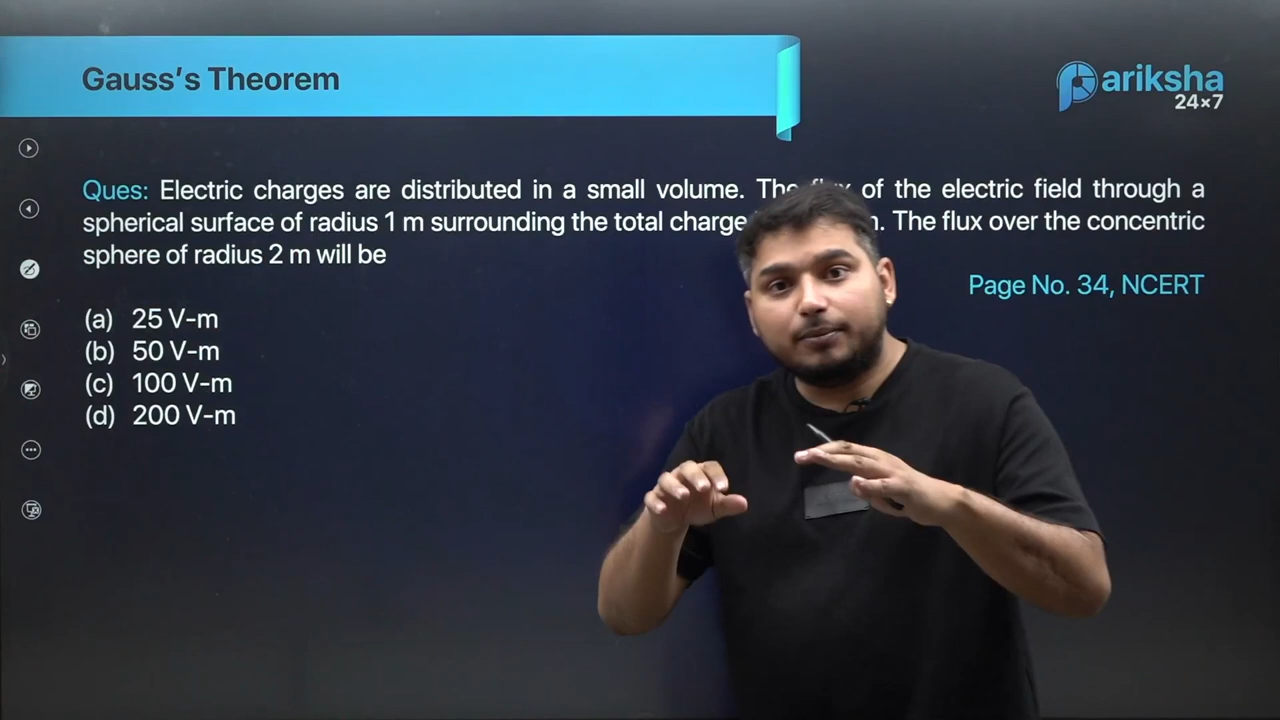 Gauss's Theorem
ariksha
24×7
Ques: Electric charges are distributed in a small volume. The of the electric field through a
spherical surface of radius 1 m surrounding the total charge . The flux over the concentric
sphere of radius 2 m will be
Page No. 34, NCERT
(a) 25 V-m
(b) 50 V-m
(c) 100 V-m
(d) 200 V-m